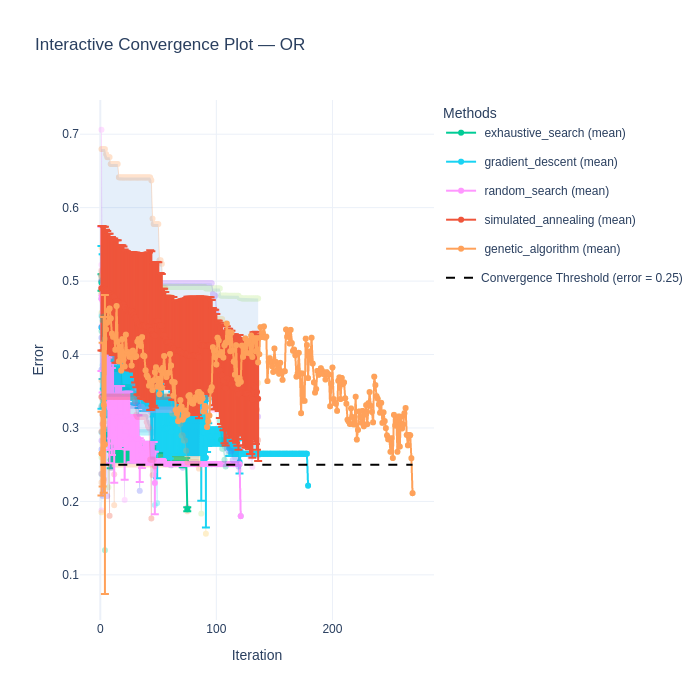 Interactive Convergence Plot — OR
Methods
exhaustive_search (mean)
gradient_descent (mean)
random_search (mean)
simulated_annealing (mean)
genetic_algorithm (mean)
Convergence Threshold (error = 0.25)
Error
0.7
0.6
0.5
0.4
0.3
0.2
0.1
0
100
200
Iteration